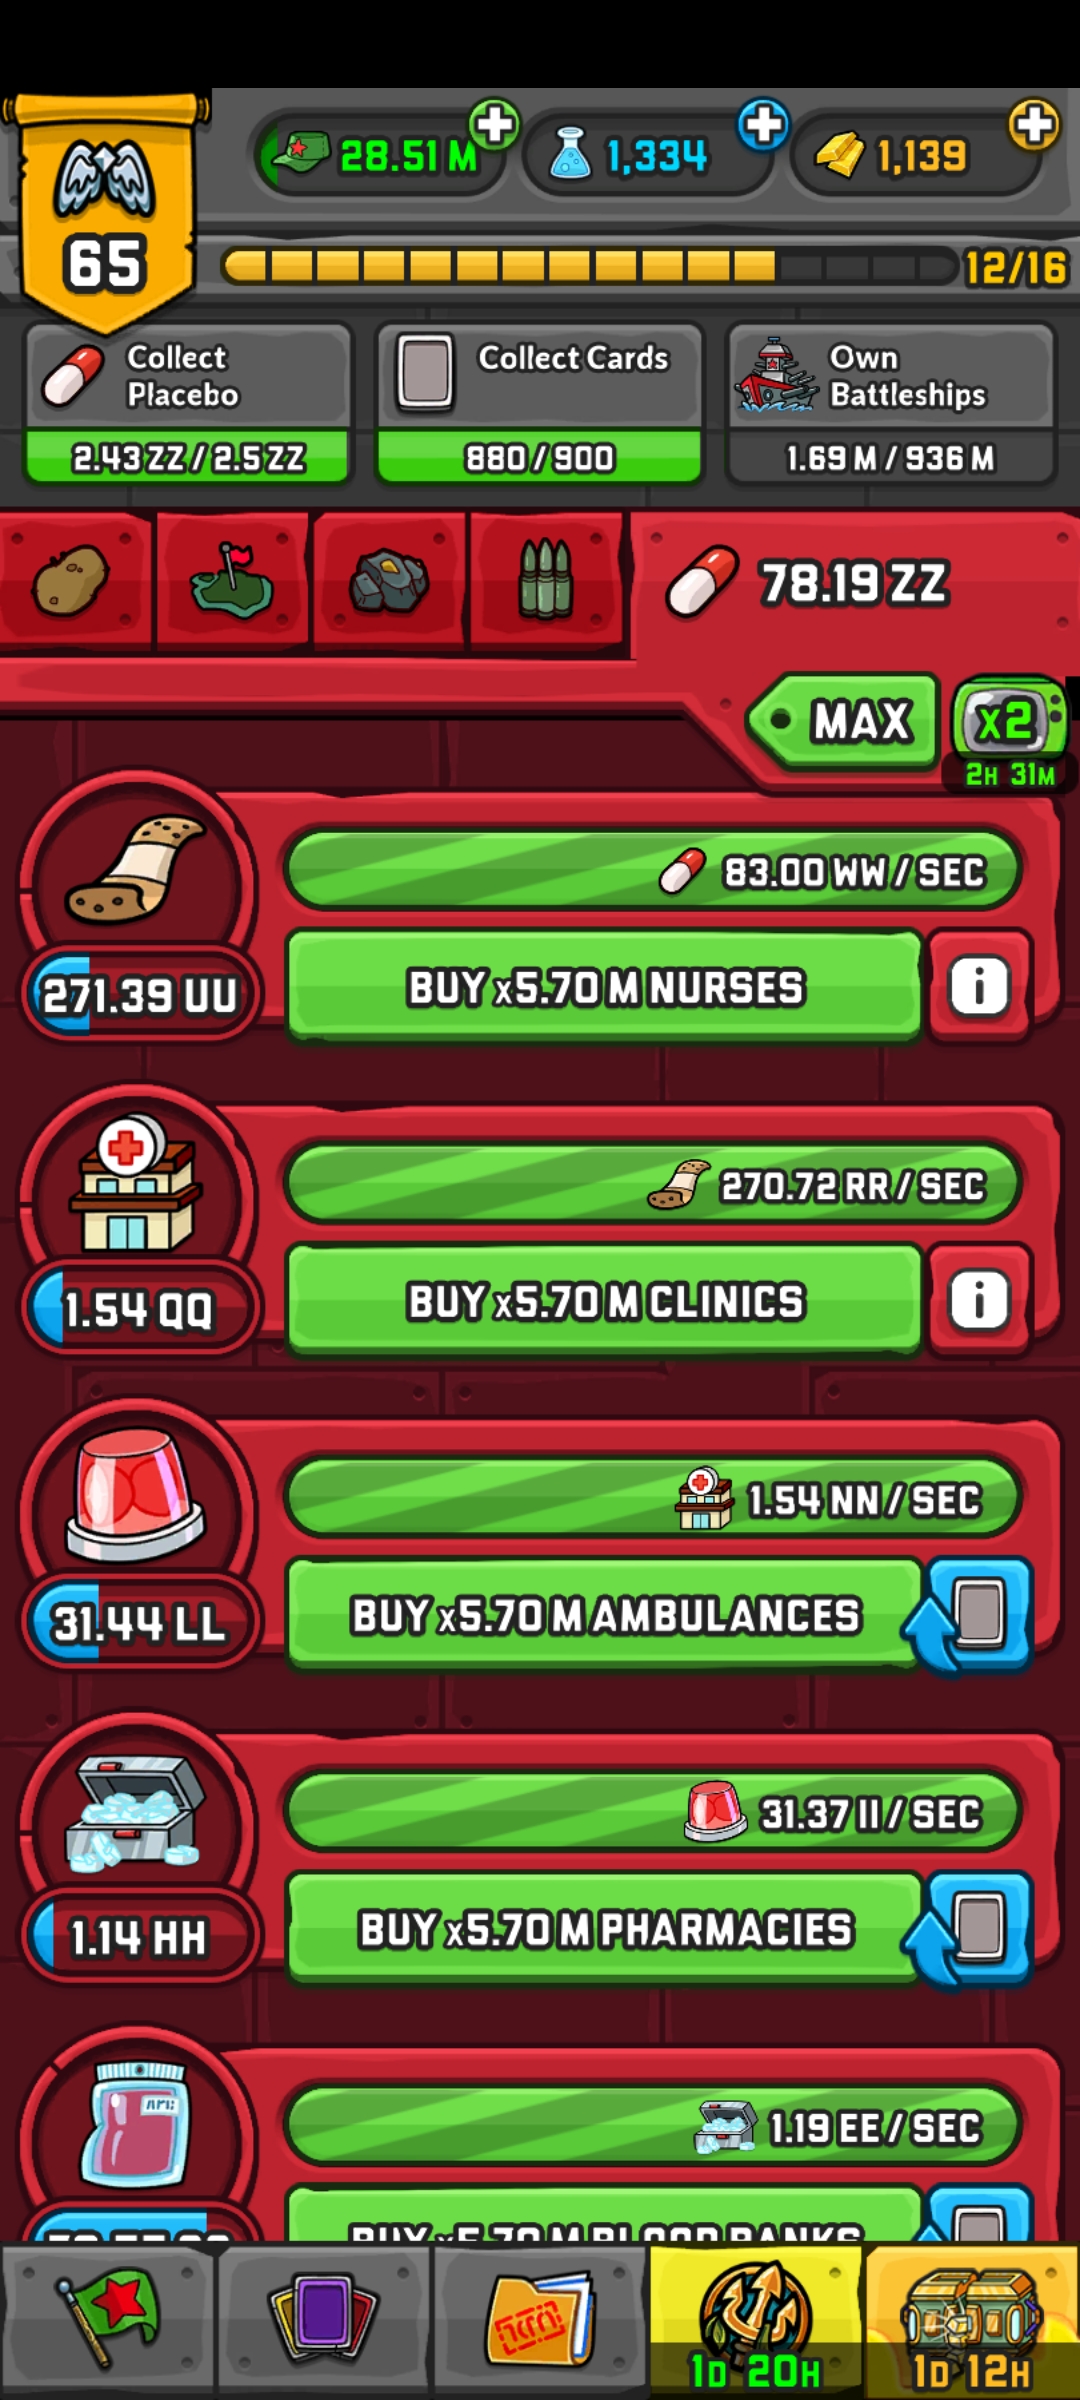 28.51 M
1,334
1,139
65
12/16
Collect
Placebo
2.43 ZZ / 2.5 ZZ
Collect Cards
880 / 900
Own
Battleships
1.69 M / 936 M
78.19 ZZ
MAX
x2
2H 31M
83.00 WW / SEC
271.39 UU
BUY x5.70 M NURSES
i
270.72 RR / SEC
1.54 QQ
BUY x5.70 M CLINICS
i
1.54 NN / SEC
31.44 LL
BUY x5.70 M AMBULANCES
31.37 II / SEC
1.14 HH
BUY x5.70 M PHARMACIES
1.19 EE / SEC
BUY x5.70 M BLOOD BANKS
1D 20H
1D 12H